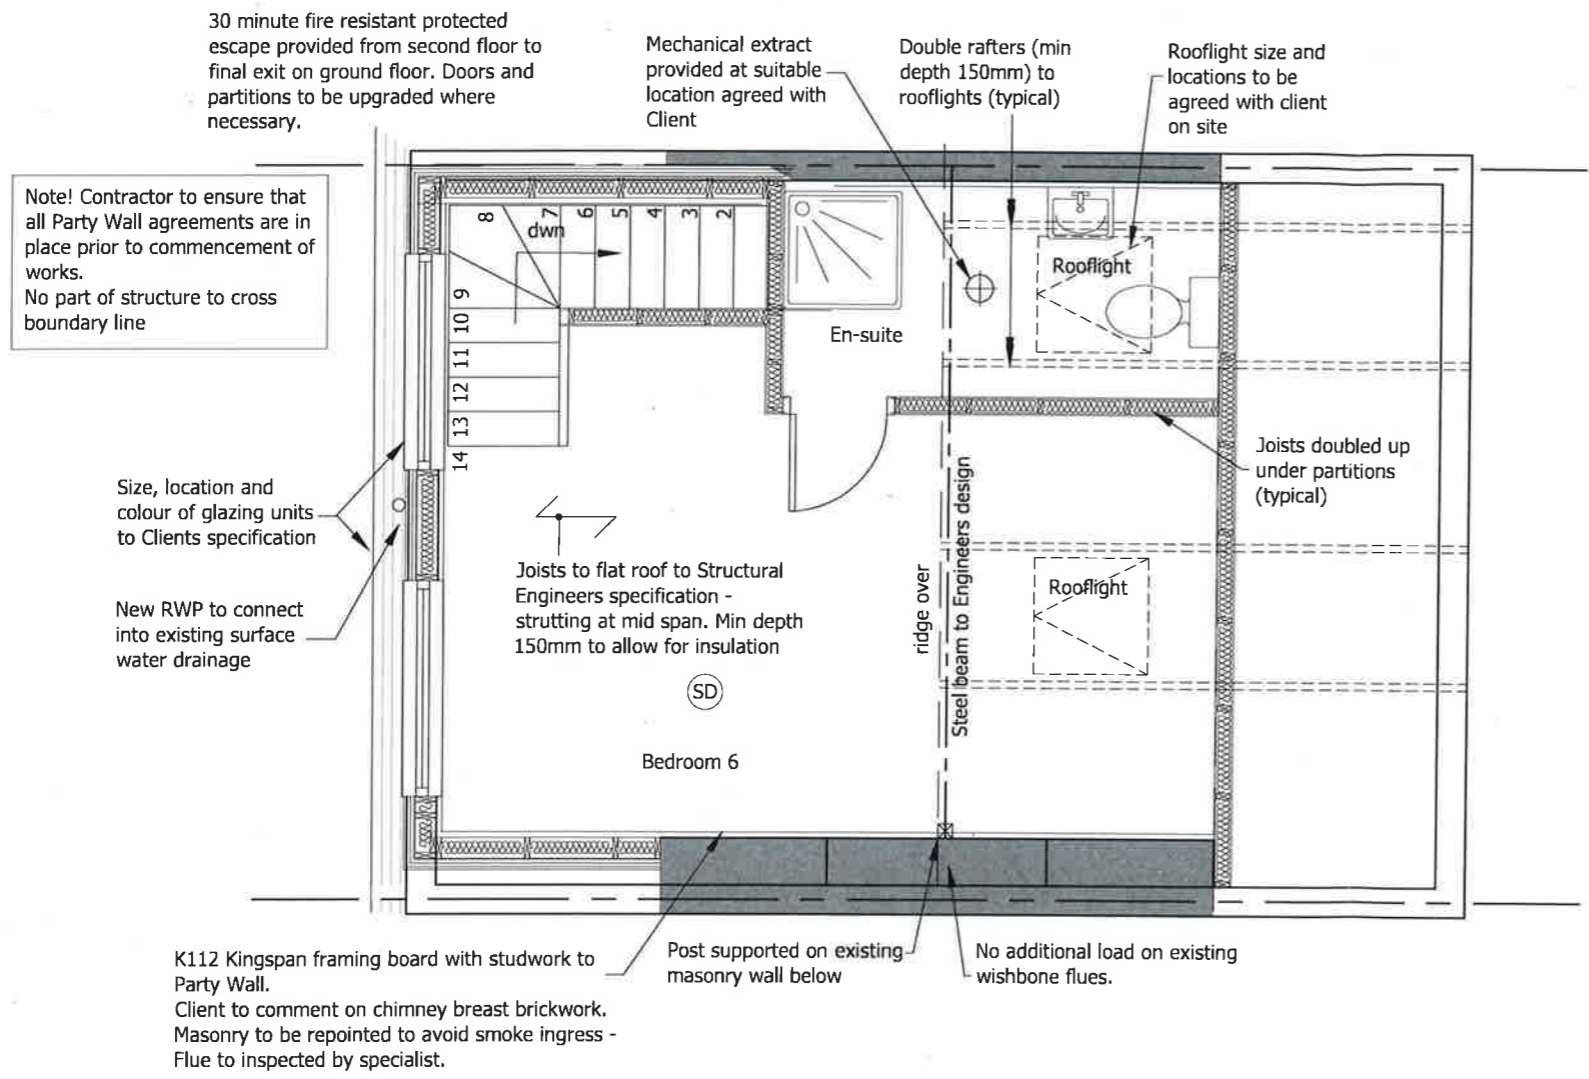 30 minute fire resistant protected
escape provided from second floor to
final exit on ground floor. Doors and
partitions to be upgraded where
necessary.
Mechanical extract
provided at suitable
location agreed with
Client
Double rafters (min
depth 150mm) to
rooflights (typical)
Rooflight size and
locations to be
agreed with client
on site
Note! Contractor to ensure that
all Party Wall agreements are in
place prior to commencement of
works.
No part of structure to cross
boundary line
8
7
6
5
4
3
2
dwn
9
10
11
12
13
14
Rooflight
En-suite
Joists doubled up
under partitions
(typical)
Size, location and
colour of glazing units
to Clients specification
New RWP to connect
into existing surface
water drainage
Joists to flat roof to Structural
Engineers specification -
strutting at mid span. Min depth
150mm to allow for insulation
SD
Bedroom 6
ridge over
Steel beam to Engineers design
Rooflight
K112 Kingspan framing board with studwork to
Party Wall.
Client to comment on chimney breast brickwork.
Masonry to be repointed to avoid smoke ingress -
Flue to inspected by specialist.
Post supported on existing
masonry wall below
No additional load on existing
wishbone flues.